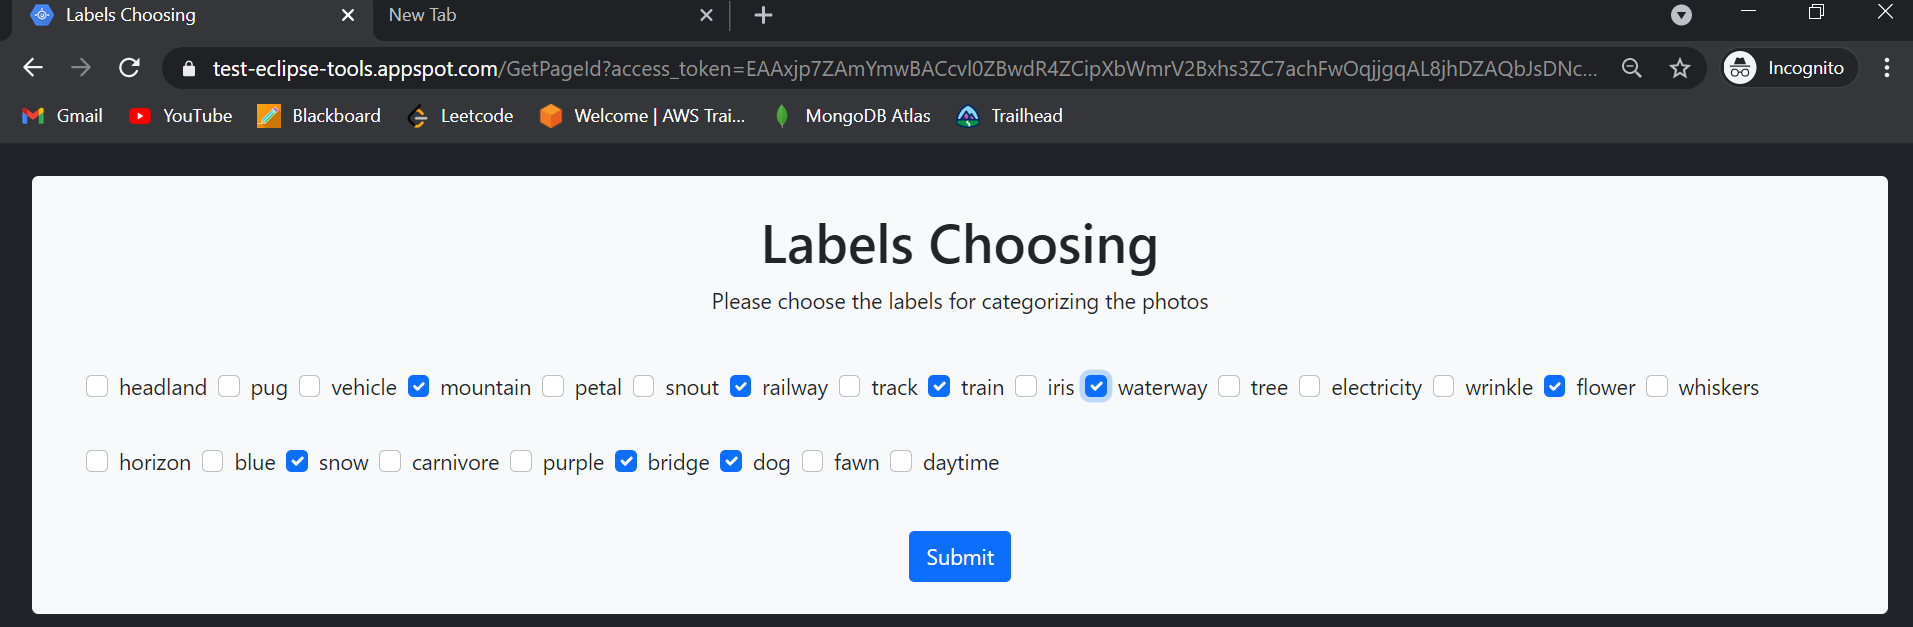 Labels Choosing
New Tab
test-eclipse-tools.appspot.com/GetPageId?access_token=EAAxjp7ZAmYmwBACcvl0ZBwdR4ZCipXbWmrV2Bxhs3ZC7achFwOqjjgqAL8jhDZAQbJsDNc...
Incognito
Gmail YouTube Blackboard Leetcode Welcome | AWS Trai... MongoDB Atlas Trailhead
Labels Choosing
Please choose the labels for categorizing the photos
headland pug vehicle mountain petal snout railway track train iris waterway tree electricity wrinkle flower whiskers
horizon blue snow carnivore purple bridge dog fawn daytime
Submit